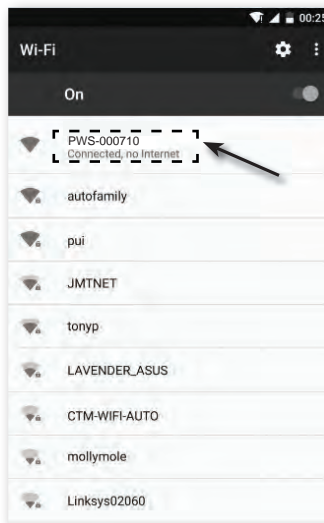 00:25
Wi-Fi
On
PWS-000710
Connected, no Internet
autofamily
pui
JMTNET
tonyp
LAVENDER_ASUS
CTM-WIFI-AUTO
mollymole
Linksys02060